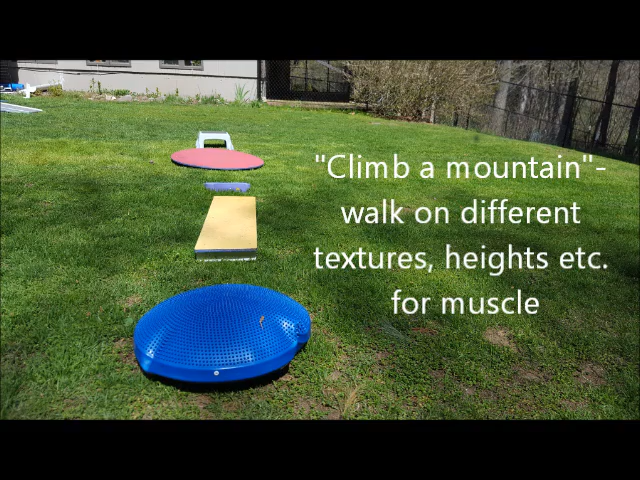 "Climb a mountain"-
walk on different
textures, heights etc.
for muscle